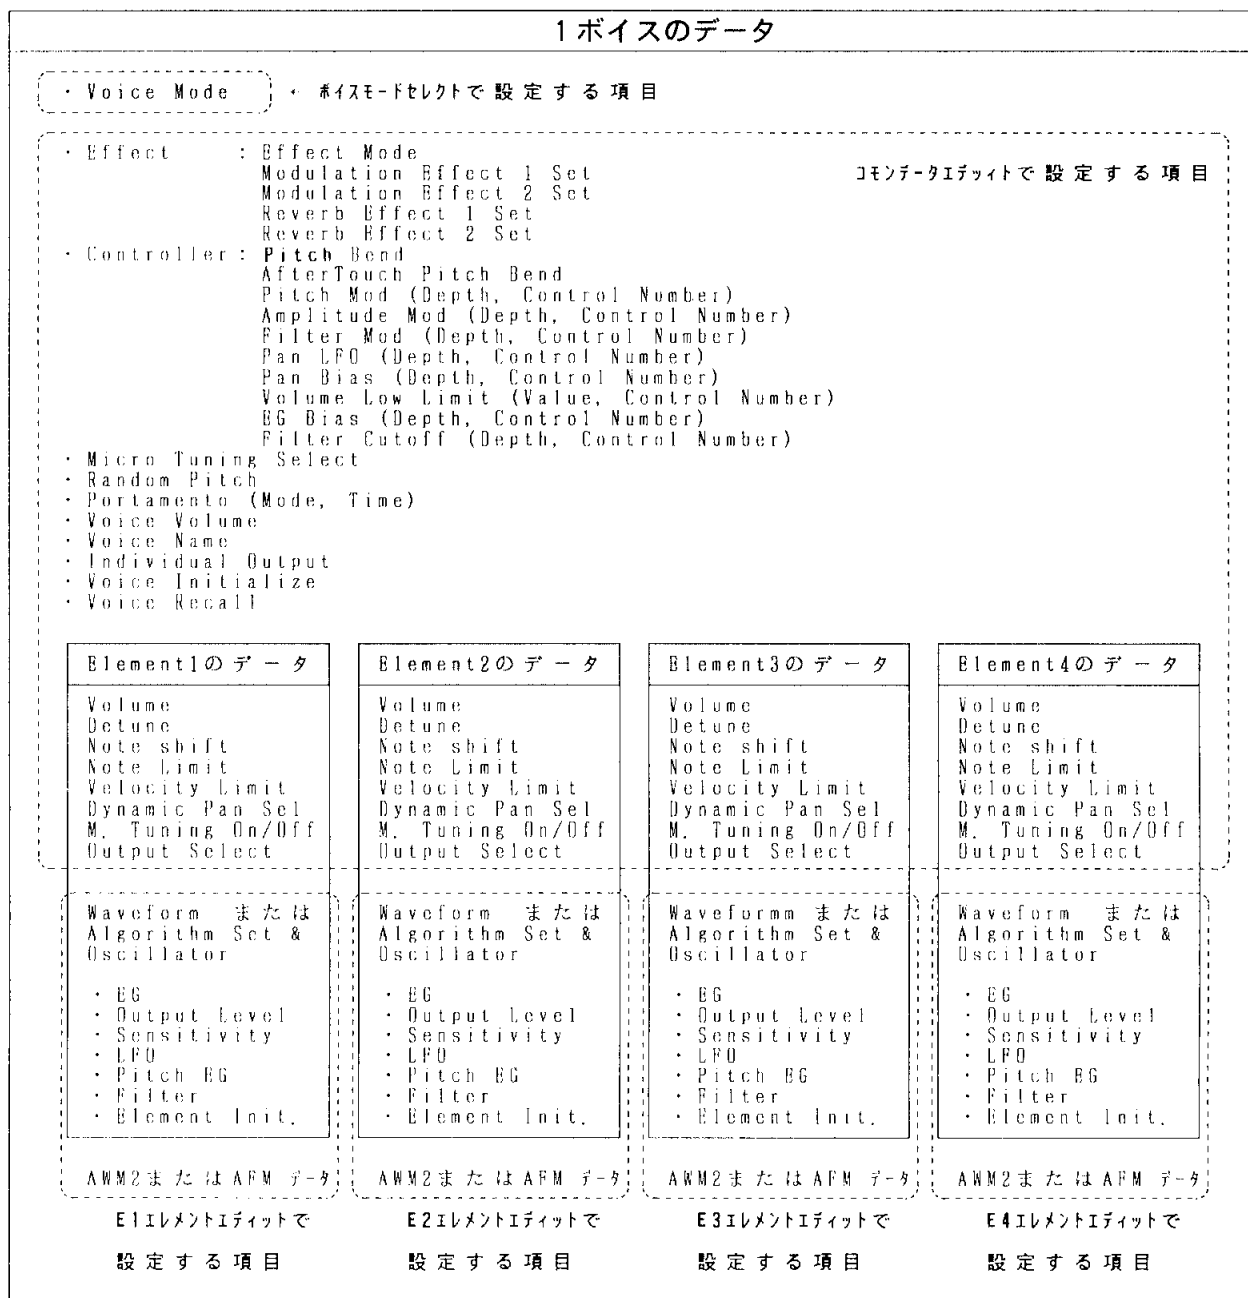 1ボイスのデータ
・Voice Mode ← ボイスモードセレクトで設定する項目
・Effect : Effect Mode
コモンデータエディットで設定する項目
Modulation Effect 1 Set
Modulation Effect 2 Set
Reverb Effect 1 Set
Reverb Effect 2 Set
・Controller: Pitch Bend
AfterTouch Pitch Bend
Pitch Mod (Depth, Control Number)
Amplitude Mod (Depth, Control Number)
Filter Mod (Depth, Control Number)
Pan LFO (Depth, Control Number)
Pan Bias (Depth, Control Number)
Volume Low Limit (Value, Control Number)
EG Bias (Depth, Control Number)
Filter Cutoff (Depth, Control Number)
・Micro Tuning Select
・Random Pitch
・Portamento (Mode, Time)
・Voice Volume
・Voice Name
・Individual Output
・Voice Initialize
・Voice Recall
Element1のデータ
Volume
Detune
Note shift
Note Limit
Velocity Limit
Dynamic Pan Sel
M. Tuning On/Off
Output Select
Waveform または
Algorithm Set &
Oscillator
・EG
・Output Level
・Sensitivity
・LFO
・Pitch EG
・Filter
・Element Init.
AWM2またはAFM データ
E1エレメントエディットで
設定する項目
Element2のデータ
Volume
Detune
Note shift
Note Limit
Velocity Limit
Dynamic Pan Sel
M. Tuning On/Off
Output Select
Waveform または
Algorithm Set &
Oscillator
・EG
・Output Level
・Sensitivity
・LFO
・Pitch EG
・Filter
・Element Init.
AWM2またはAFM データ
E2エレメントエディットで
設定する項目
Element3のデータ
Volume
Detune
Note shift
Note Limit
Velocity Limit
Dynamic Pan Sel
M. Tuning On/Off
Output Select
Waveformm または
Algorithm Set &
Oscillator
・EG
・Output Level
・Sensitivity
・LFO
・Pitch EG
・Filter
・Element Init.
AWM2またはAFM データ
E3エレメントエディットで
設定する項目
Element4のデータ
Volume
Detune
Note shift
Note Limit
Velocity Limit
Dynamic Pan Sel
M. Tuning On/Off
Output Select
Waveform または
Algorithm Set &
Oscillator
・EG
・Output Level
・Sensitivity
・LFO
・Pitch EG
・Filter
・Element Init.
AWM2またはAFM データ
E4エレメントエディットで
設定する項目